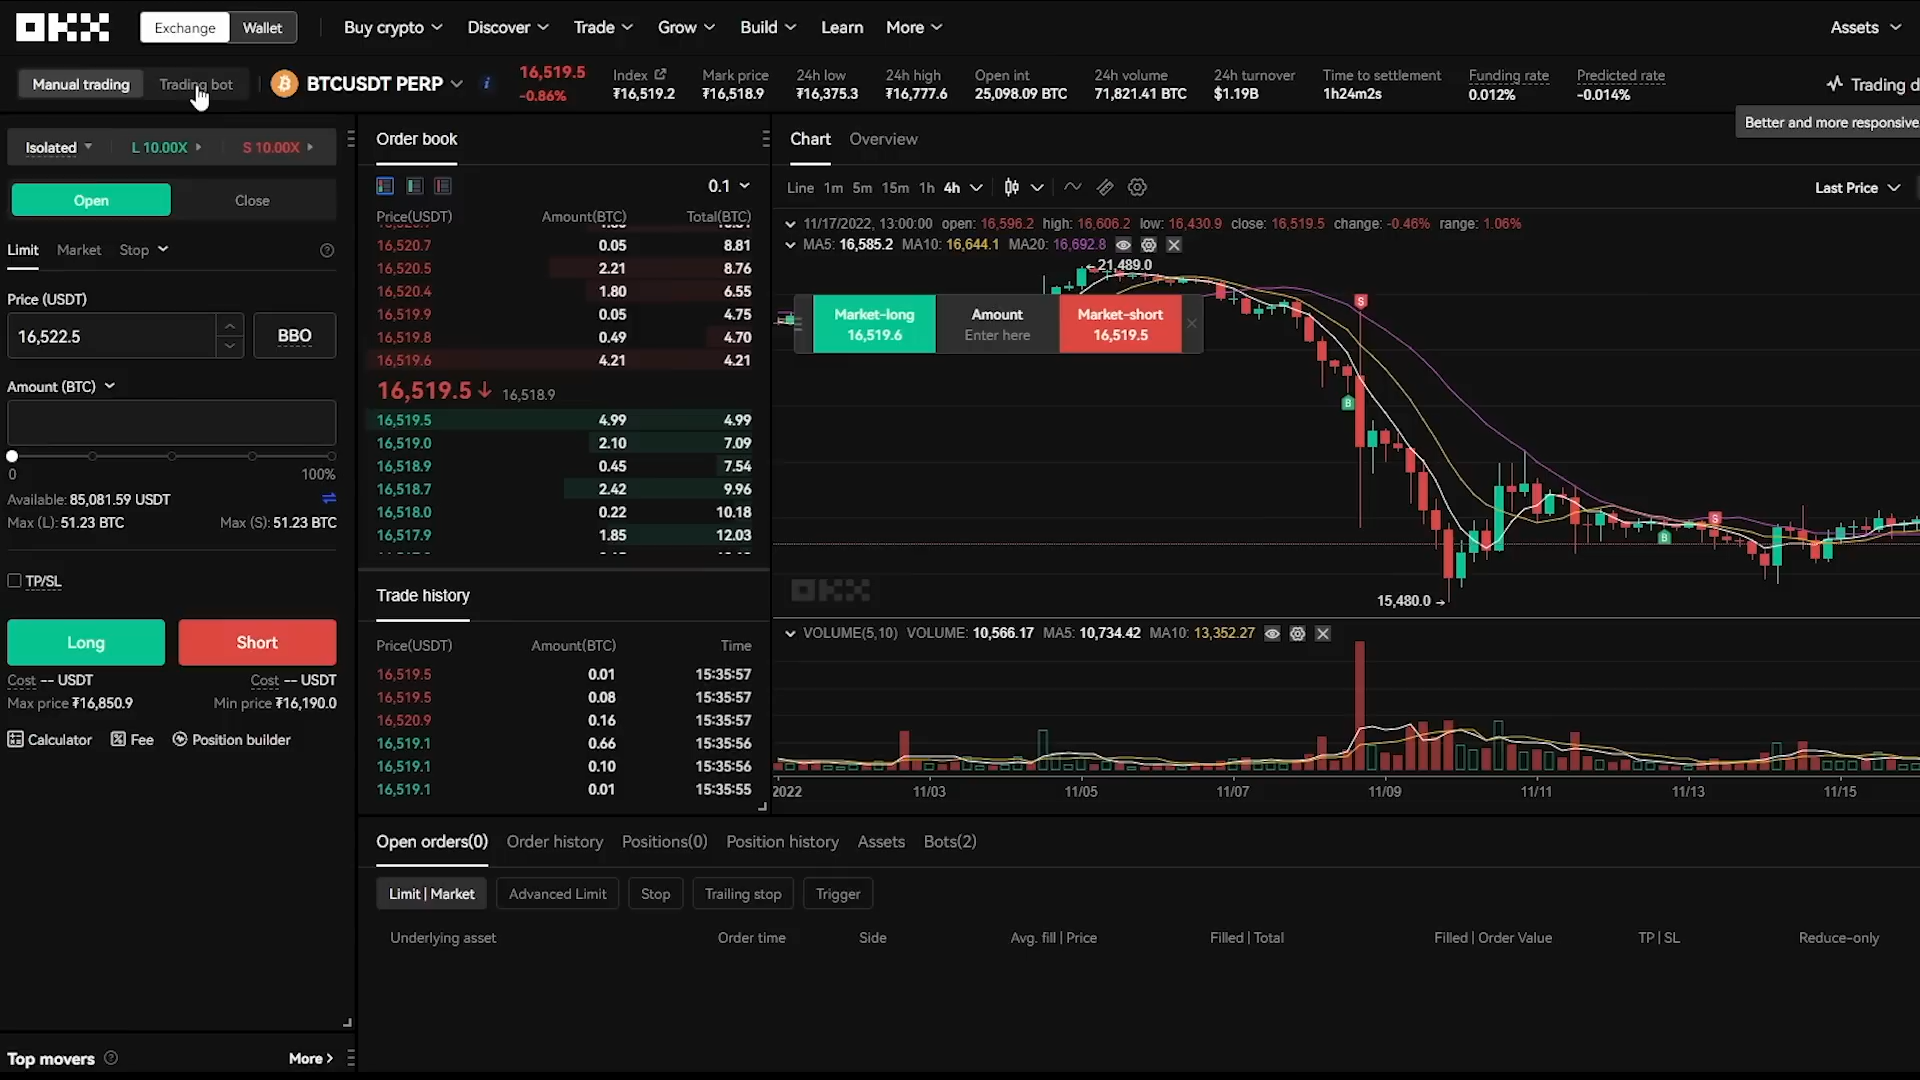 OKX
Exchange Wallet Buy crypto Discover Trade Grow Build Learn More Assets
Manual trading Trading bot BTCUSDT PERP i
16,519.5 -0.86%
Index ₮16,519.2
Mark price ₮16,518.9
24h low ₮16,375.3
24h high ₮16,777.6
Open int 25,098.09 BTC
24h volume 71,821.41 BTC
24h turnover $1.19B
Time to settlement 1h24m2s
Funding rate 0.012%
Predicted rate -0.014%
Trading d
Better and more responsive
Isolated L 10.00X S 10.00X
Open Close
Limit Market Stop
Price (USDT)
16,522.5 BBO
Amount (BTC)
0 100%
Available: 85,081.59 USDT
Max (L): 51.23 BTC Max (S): 51.23 BTC
TP/SL
Long Short
Cost -- USDT Cost -- USDT
Max price ₮16,850.9 Min price ₮16,190.0
Calculator Fee Position builder
Top movers More
Order book
0.1
Price(USDT) Amount(BTC) Total(BTC)
16,520.7 0.05 8.81
16,520.5 2.21 8.76
16,520.4 1.80 6.55
16,519.9 0.05 4.75
16,519.8 0.49 4.70
16,519.6 4.21 4.21
16,519.5↓ 16,518.9
16,519.5 4.99 4.99
16,519.0 2.10 7.09
16,518.9 0.45 7.54
16,518.7 2.42 9.96
16,518.0 0.22 10.18
16,517.9 1.85 12.03
Trade history
Price(USDT) Amount(BTC) Time
16,519.5 0.01 15:35:57
16,519.5 0.08 15:35:57
16,520.9 0.16 15:35:57
16,519.1 0.66 15:35:56
16,519.1 0.10 15:35:56
16,519.1 0.01 15:35:55
Chart Overview
Line 1m 5m 15m 1h 4h Last Price
11/17/2022, 13:00:00 open: 16,596.2 high: 16,606.2 low: 16,430.9 close: 16,519.5 change: -0.46% range: 1.06%
MA5: 16,585.2 MA10: 16,644.1 MA20: 16,692.8
←21,489.0
S
Market-long Amount Market-short
16,519.6 Enter here 16,519.5
B
S
B
OKX
15,480.0→
VOLUME(5,10) VOLUME: 10,566.17 MA5: 10,734.42 MA10: 13,352.27
2022 11/03 11/05 11/07 11/09 11/11 11/13 11/15
Open orders(0) Order history Positions(0) Position history Assets Bots(2)
Limit | Market Advanced Limit Stop Trailing stop Trigger
Underlying asset Order time Side Avg. fill | Price Filled | Total Filled | Order Value TP | SL Reduce-only